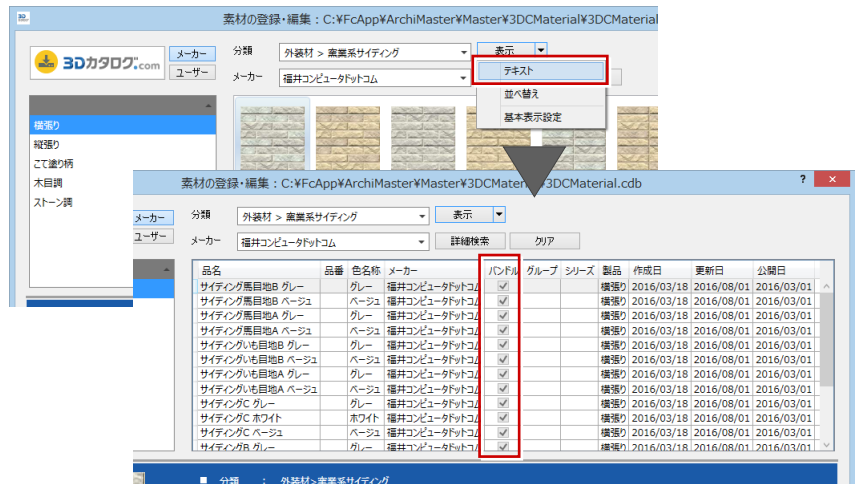 3D
素材の登録・編集：C:¥FcApp¥ArchiMaster¥Master¥3DCMaterial¥3DCMaterial
3Dカタログ.com
メーカー
ユーザー
分類 外装材 > 窯業系サイディング 表示
メーカー 福井コンピュータドットコム
テキスト
並べ替え
基本表示設定
横張り
縦張り
こて塗り柄
木目調
ストーン調
素材の登録・編集：C:¥FcApp¥ArchiMaster¥Master¥3DCMater 3DCMaterial.cdb ? ×
メーカー
ユーザー
分類 外装材 > 窯業系サイディング 表示
メーカー 福井コンピュータドットコム 詳細検索 クリア
品名 品番 色名称 メーカー バンドル グループ シリーズ 製品 作成日 更新日 公開日
サイディング馬目地B グレー グレー 福井コンピュータドットコム 横張り 2016/03/18 2016/08/01 2016/03/01
サイディング馬目地B ベージュ ベージュ 福井コンピュータドットコム 横張り 2016/03/18 2016/08/01 2016/03/01
サイディング馬目地A グレー グレー 福井コンピュータドットコム 横張り 2016/03/18 2016/08/01 2016/03/01
サイディング馬目地A ベージュ ベージュ 福井コンピュータドットコム 横張り 2016/03/18 2016/08/01 2016/03/01
サイディングいも目地B グレー グレー 福井コンピュータドットコム 横張り 2016/03/18 2016/08/01 2016/03/01
サイディングいも目地B ベージュ ベージュ 福井コンピュータドットコム 横張り 2016/03/18 2016/08/01 2016/03/01
サイディングいも目地A グレー グレー 福井コンピュータドットコム 横張り 2016/03/18 2016/08/01 2016/03/01
サイディングいも目地A ベージュ ベージュ 福井コンピュータドットコム 横張り 2016/03/18 2016/08/01 2016/03/01
サイディングC グレー グレー 福井コンピュータドットコム 横張り 2016/03/18 2016/08/01 2016/03/01
サイディングC ホワイト ホワイト 福井コンピュータドットコム 横張り 2016/03/18 2016/08/01 2016/03/01
サイディングC ベージュ ベージュ 福井コンピュータドットコム 横張り 2016/03/18 2016/08/01 2016/03/01
サイディングB グレー グレー 福井コンピュータドットコム 横張り 2016/03/18 2016/08/01 2016/03/01
■ 分類 ： 外装材>窯業系サイディング